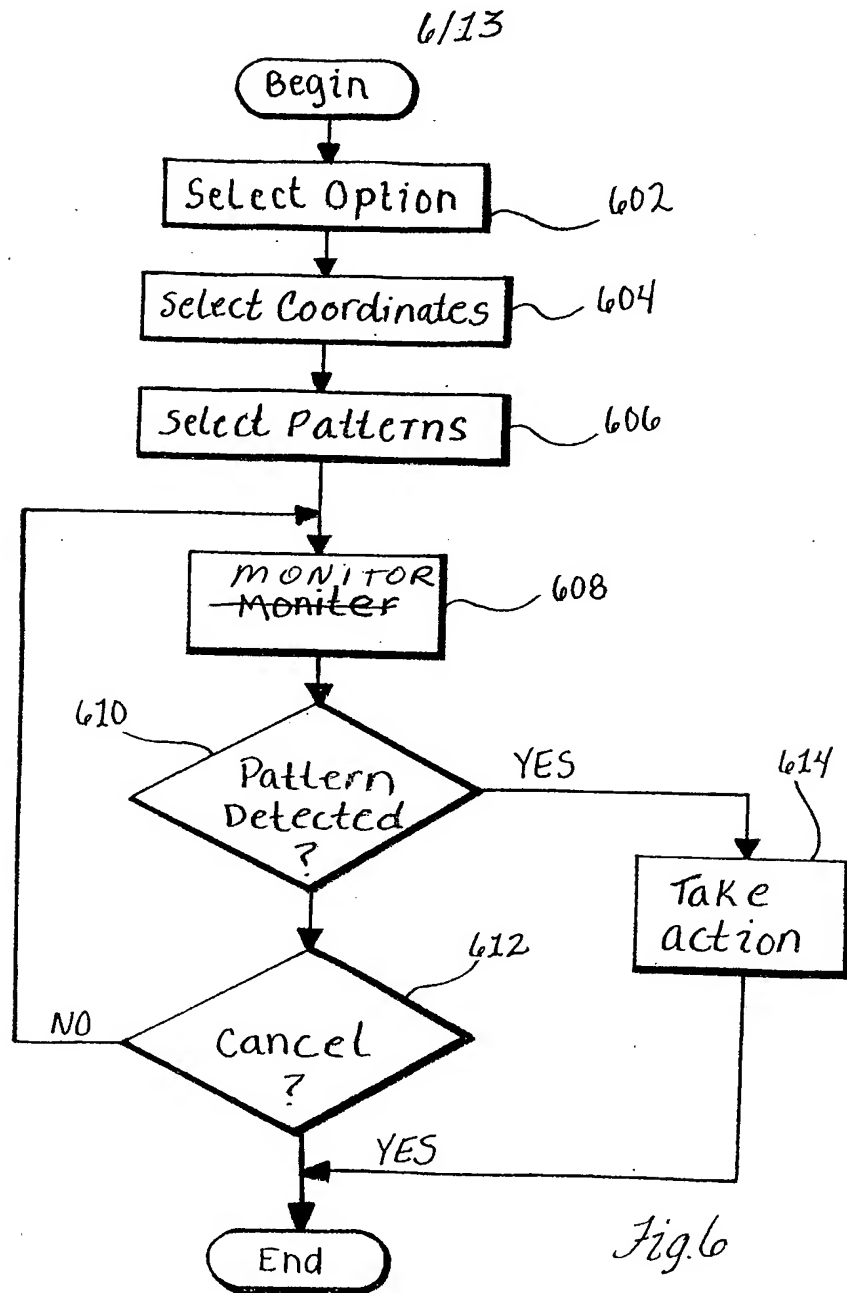 6/13
Begin
Select Option
602
Select Coordinates
604
Select Patterns
606
MONITOR
Moniter
608
610
Pattern
Detected
?
YES
614
Take
action
612
Cancel
?
NO
YES
End
Fig.6